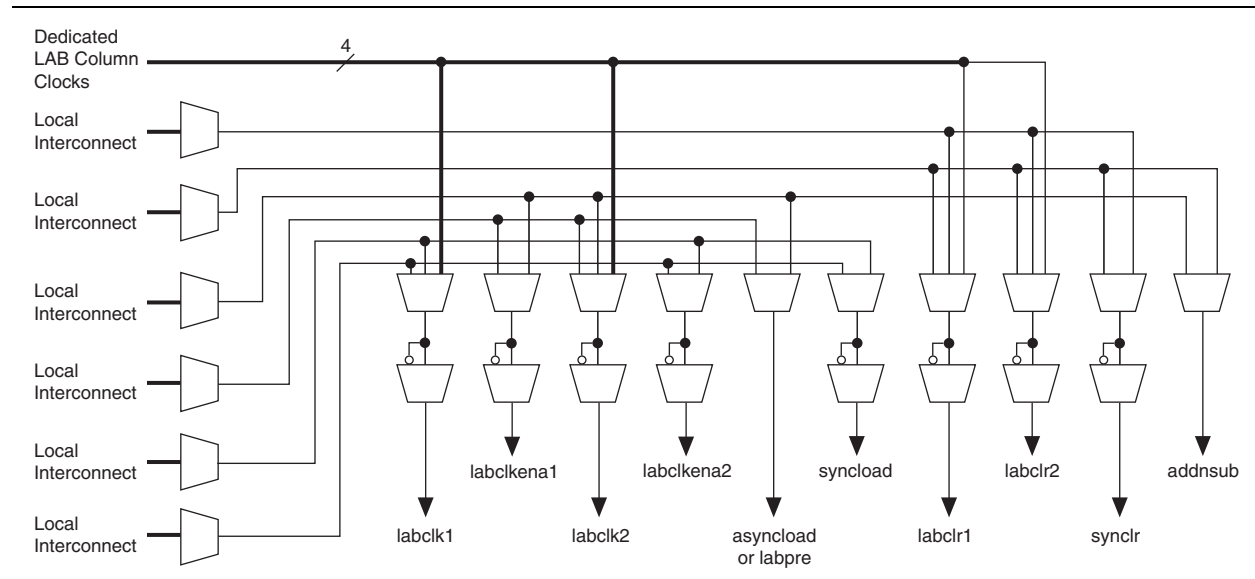 Dedicated
LAB Column
Clocks
4
Local
Interconnect
Local
Interconnect
Local
Interconnect
Local
Interconnect
Local
Interconnect
Local
Interconnect
labclkena1
labclkena2
syncload
labclr2
addnsub
labclk1
labclk2
asyncload
or labpre
labclr1
synclr